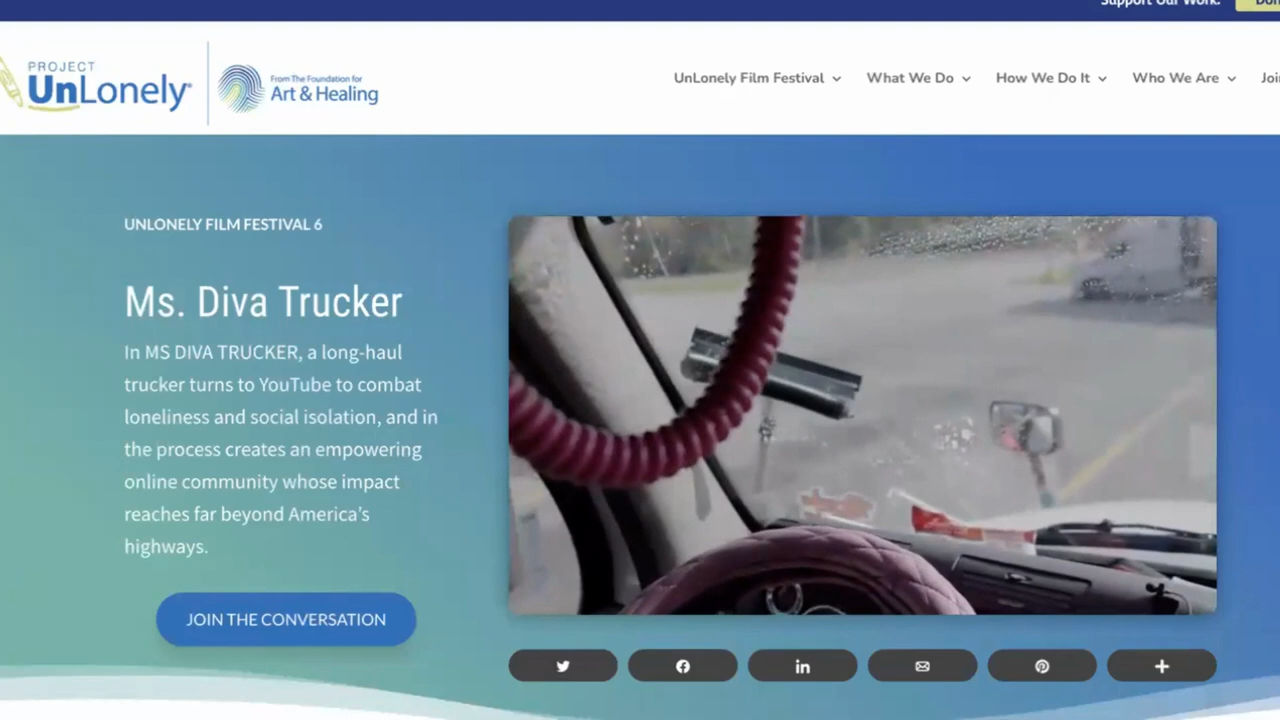 Support Our Work.
PROJECT
UnLonely®
From The Foundation for
Art & Healing
UnLonely Film Festival
What We Do
How We Do It
Who We Are
UNLONELY FILM FESTIVAL 6
Ms. Diva Trucker
In MS DIVA TRUCKER, a long-haul
trucker turns to YouTube to combat
loneliness and social isolation, and in
the process creates an empowering
online community whose impact
reaches far beyond America’s
highways.
JOIN THE CONVERSATION